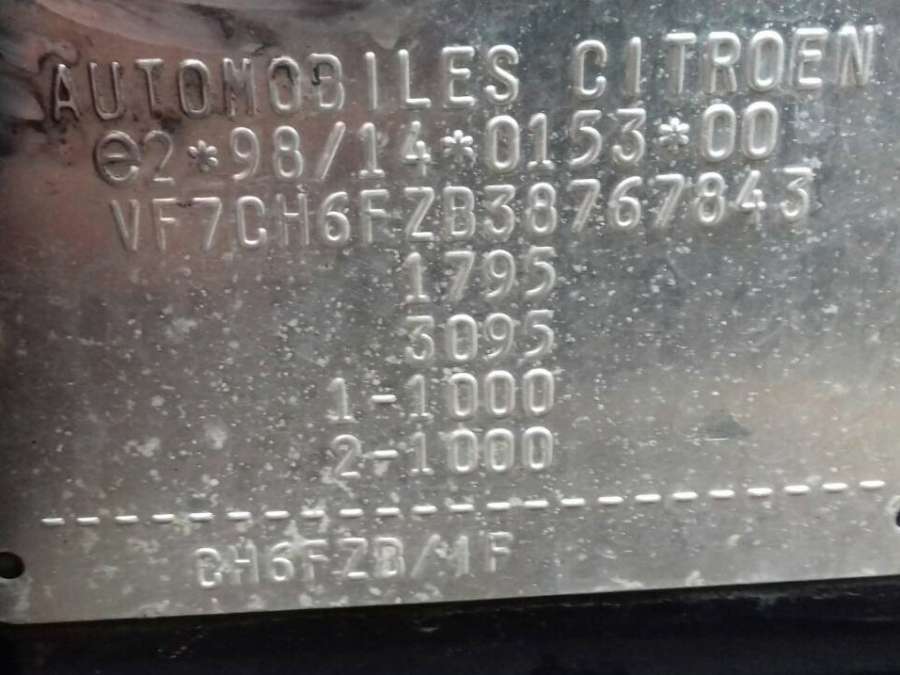 AUTOMOBILES CITROEN
e2*98/14*0153*00
VF7CH6FZB38767843
1795
3095
1-1000
2-1000
CH6FZB/1F